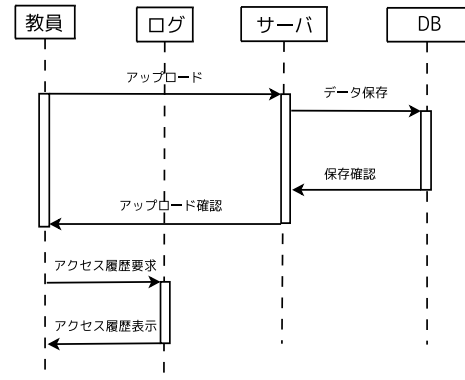 教員
ログ
サーバ
DB
アップロード
データ保存
保存確認
アップロード確認
アクセス履歴要求
アクセス履歴表示